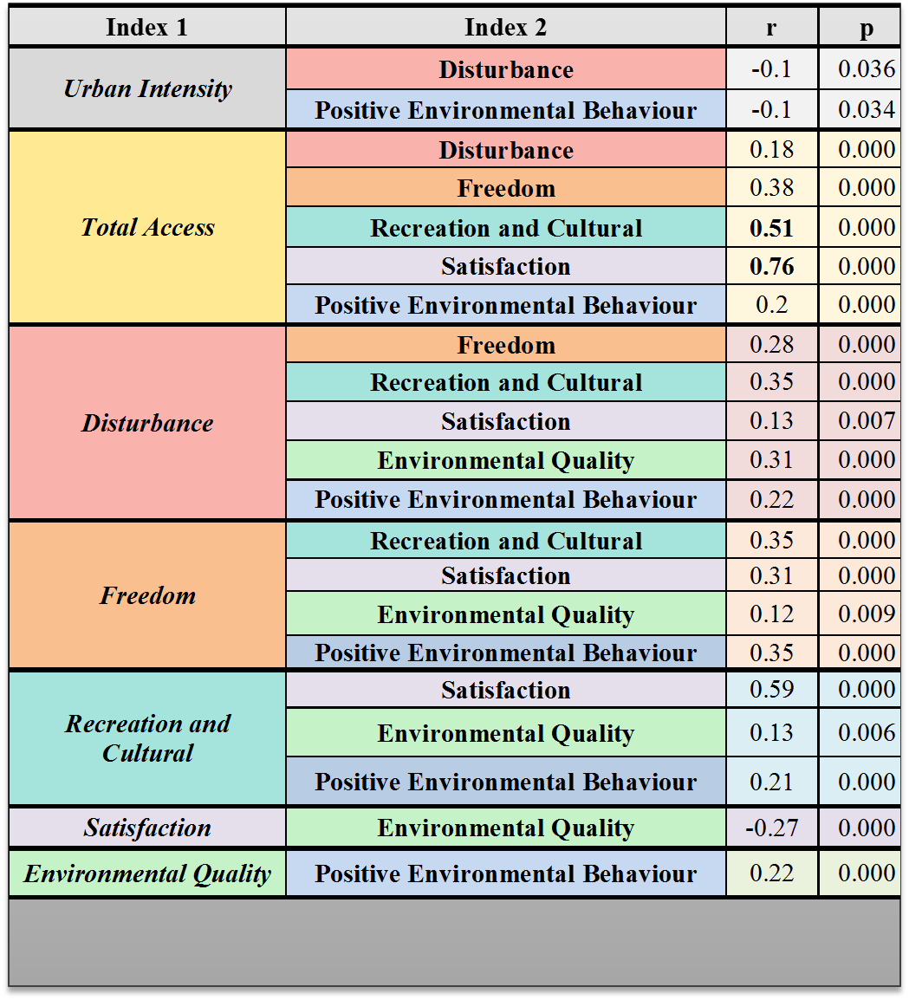 Index 1 Index 2 r p
Urban Intensity
Disturbance -0.1 0.036
Positive Environmental Behaviour -0.1 0.034
Total Access
Disturbance 0.18 0.000
Freedom 0.38 0.000
Recreation and Cultural 0.51 0.000
Satisfaction 0.76 0.000
Positive Environmental Behaviour 0.2 0.000
Disturbance
Freedom 0.28 0.000
Recreation and Cultural 0.35 0.000
Satisfaction 0.13 0.007
Environmental Quality 0.31 0.000
Positive Environmental Behaviour 0.22 0.000
Freedom
Recreation and Cultural 0.35 0.000
Satisfaction 0.31 0.000
Environmental Quality 0.12 0.009
Positive Environmental Behaviour 0.35 0.000
Recreation and
Cultural
Satisfaction 0.59 0.000
Environmental Quality 0.13 0.006
Positive Environmental Behaviour 0.21 0.000
Satisfaction Environmental Quality -0.27 0.000
Environmental Quality Positive Environmental Behaviour 0.22 0.000